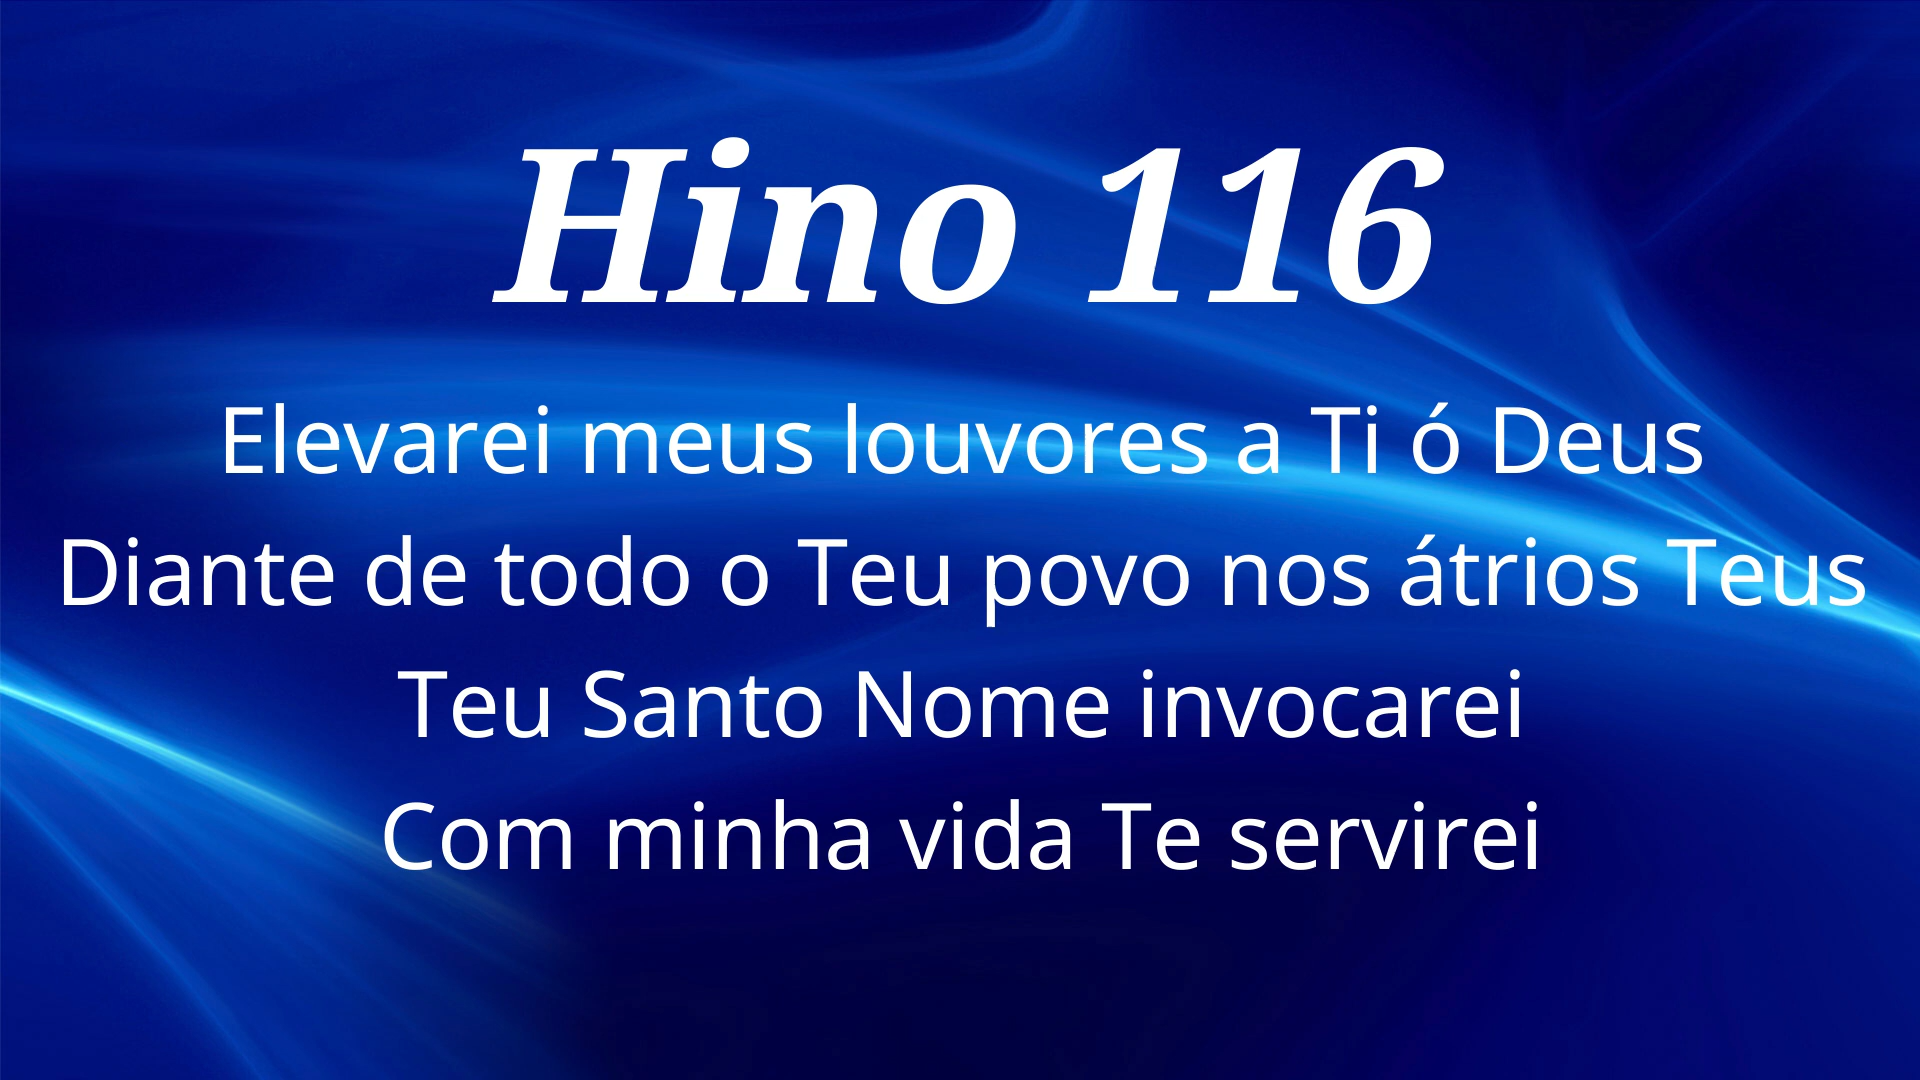 Hino 116
Elevarei meus louvores a Ti ó Deus
Diante de todo o Teu povo nos átrios Teus
Teu Santo Nome invocarei
Com minha vida Te servirei